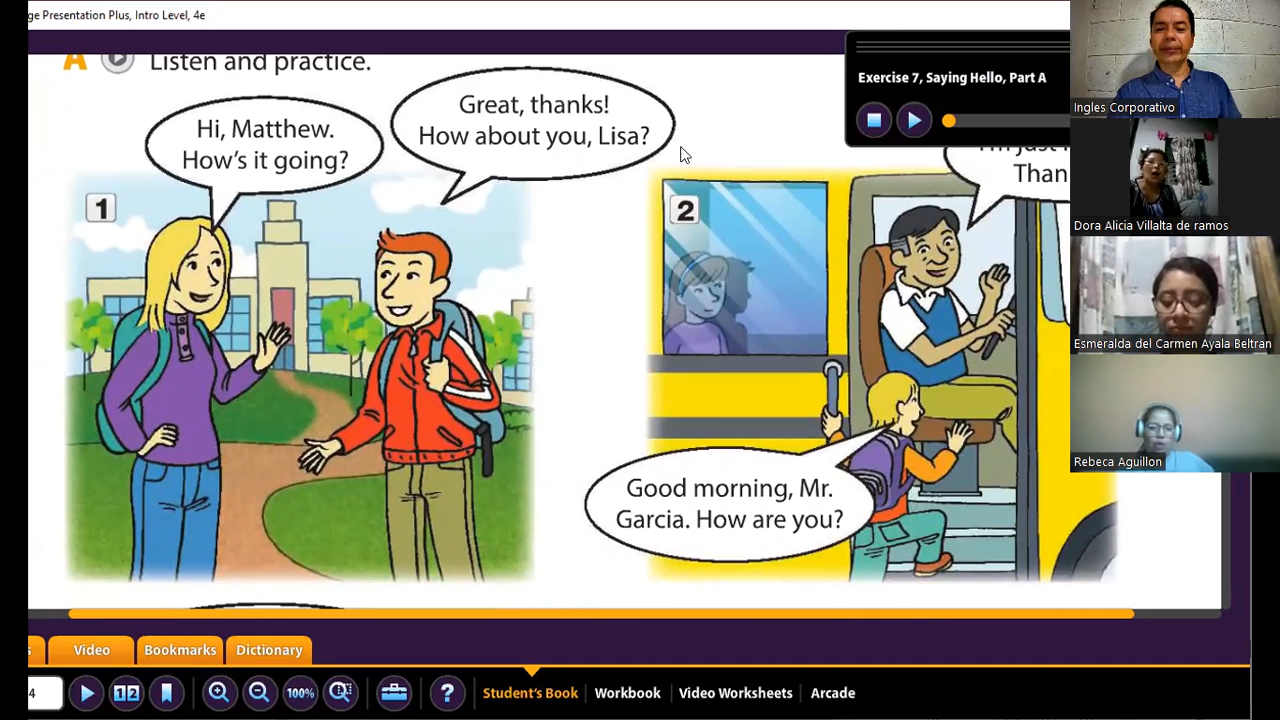 ge Presentation Plus, Intro Level, 4e
A Listen and practice.
Exercise 7, Saying Hello, Part A
Hi, Matthew.
How's it going?
Great, thanks!
How about you, Lisa?
1
2
Than
Good morning, Mr.
Garcia. How are you?
Ingles Corporativo
Dora Alicia Villalta de ramos
Esmeralda del Carmen Ayala Beltran
Rebeca Aguillon
s Video Bookmarks Dictionary
4 12 100% ? Student's Book Workbook Video Worksheets Arcade